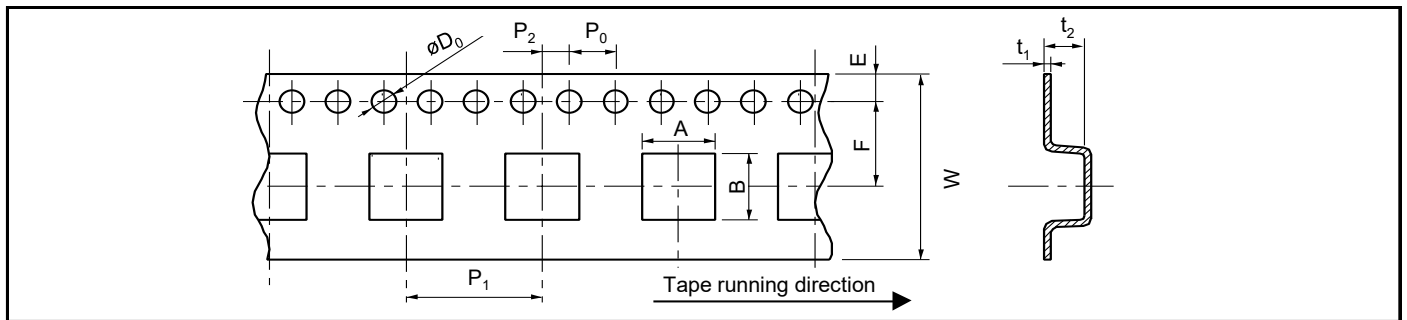 øD₀
P₂
P₀
E
t₁
t₂
A
F
B
W
P₁
Tape running direction